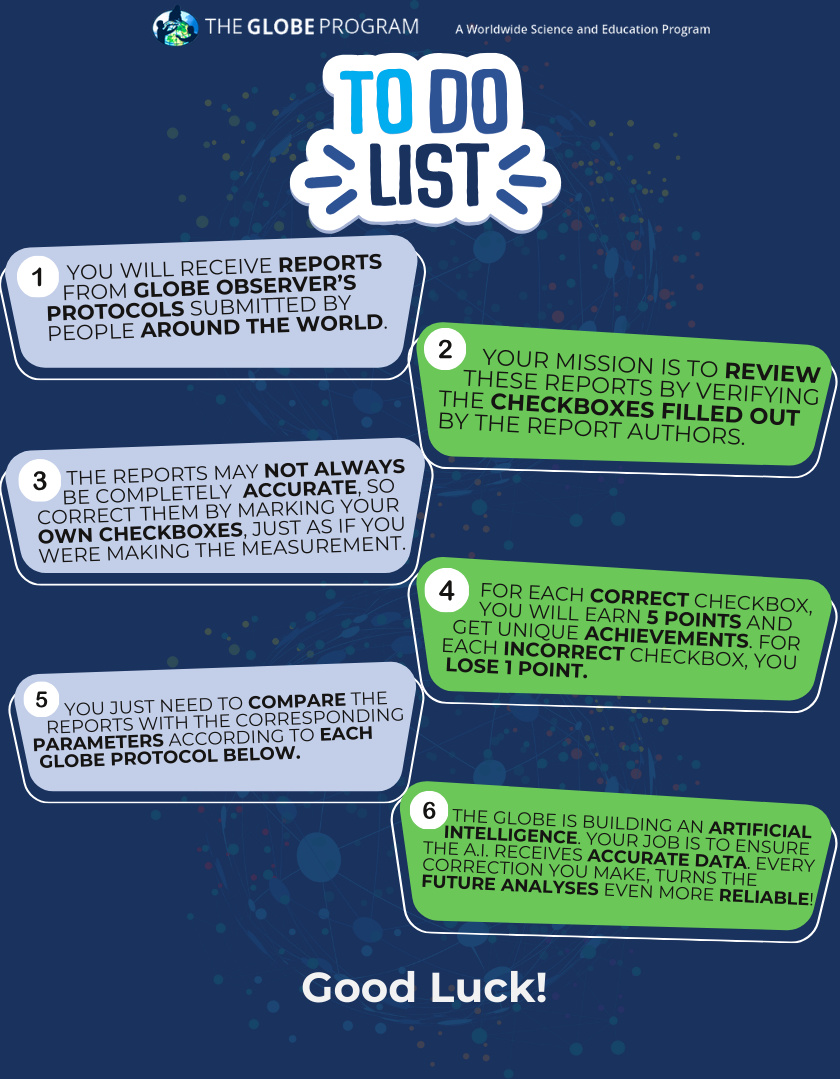 THE GLOBE PROGRAM
A Worldwide Science and Education Program
TO DO
LIST
1
YOU WILL RECEIVE REPORTS
FROM GLOBE OBSERVER'S
PROTOCOLS SUBMITTED BY
PEOPLE AROUND THE WORLD.
2
YOUR MISSION IS TO REVIEW
THESE REPORTS BY VERIFYING
THE CHECKBOXES FILLED OUT
BY THE REPORT AUTHORS.
3
THE REPORTS MAY NOT ALWAYS
BE COMPLETELY ACCURATE, SO
CORRECT THEM BY MARKING YOUR
OWN CHECKBOXES, JUST AS IF YOU
WERE MAKING THE MEASUREMENT.
4
FOR EACH CORRECT CHECKBOX,
YOU WILL EARN 5 POINTS AND
GET UNIQUE ACHIEVEMENTS. FOR
EACH INCORRECT CHECKBOX, YOU
LOSE 1 POINT.
5
YOU JUST NEED TO COMPARE THE
REPORTS WITH THE CORRESPONDING
PARAMETERS ACCORDING TO EACH
GLOBE PROTOCOL BELOW.
6
THE GLOBE IS BUILDING AN ARTIFICIAL
INTELLIGENCE. YOUR JOB IS TO ENSURE
THE A.I. RECEIVES ACCURATE DATA. EVERY
CORRECTION YOU MAKE, TURNS THE
FUTURE ANALYSES EVEN MORE RELIABLE!
Good Luck!